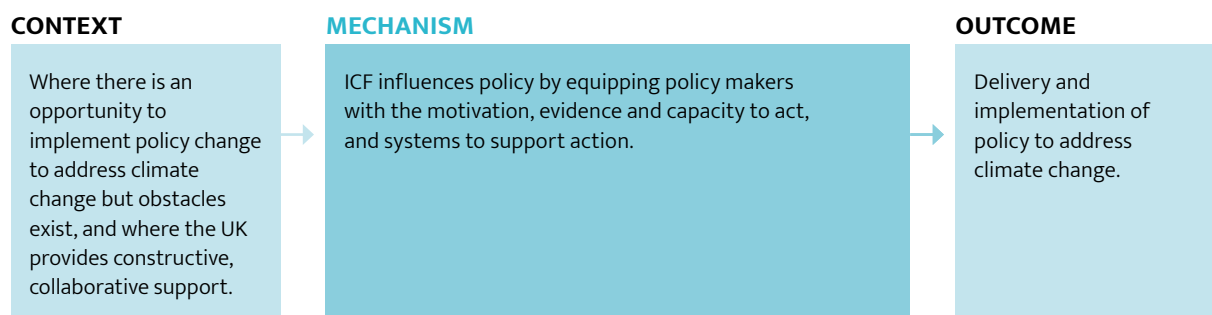 CONTEXT
Where there is an
opportunity to
implement policy change
to address climate
change but obstacles
exist, and where the UK
provides constructive,
collaborative support.
MECHANISM
ICF influences policy by equipping policy makers
with the motivation, evidence and capacity to act,
and systems to support action.
OUTCOME
Delivery and
implementation of
policy to address
climate change.